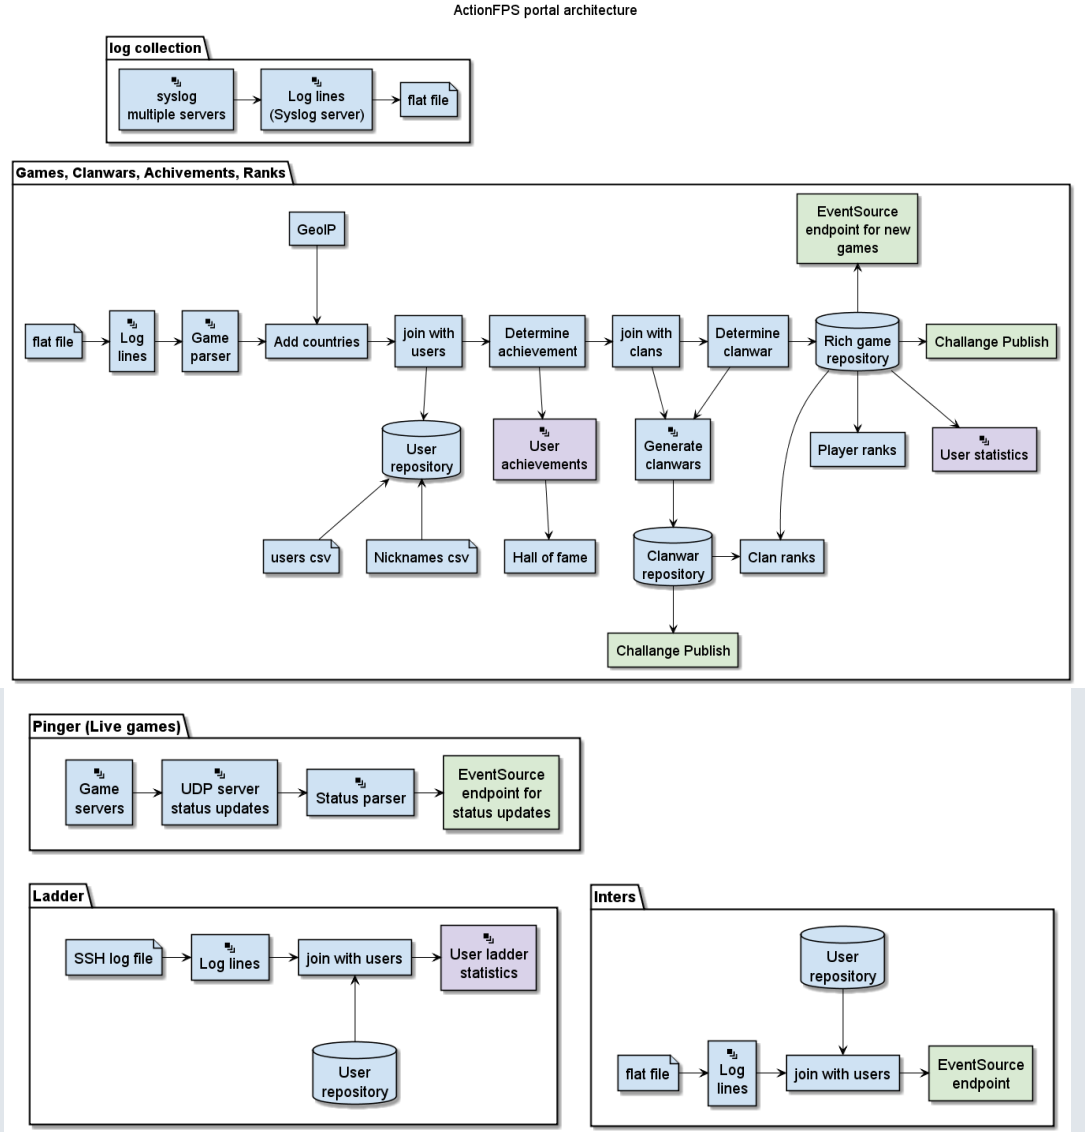 ActionFPS portal architecture
log collection
syslog
multiple servers
Log lines
(Syslog server)
flat file
Games, Clanwars, Achivements, Ranks
EventSource
endpoint for new
games
GeoIP
flat file
Log
lines
Game
parser
Add countries
join with
users
Determine
achievement
join with
clans
Determine
clanwar
Rich game
repository
Challange Publish
User
repository
User
achievements
Generate
clanwars
Player ranks
User statistics
users csv
Nicknames csv
Hall of fame
Clanwar
repository
Clan ranks
Challange Publish
Pinger (Live games)
Game
servers
UDP server
status updates
Status parser
EventSource
endpoint for
status updates
Ladder
SSH log file
Log lines
join with users
User ladder
statistics
User
repository
Inters
User
repository
flat file
Log
lines
join with users
EventSource
endpoint